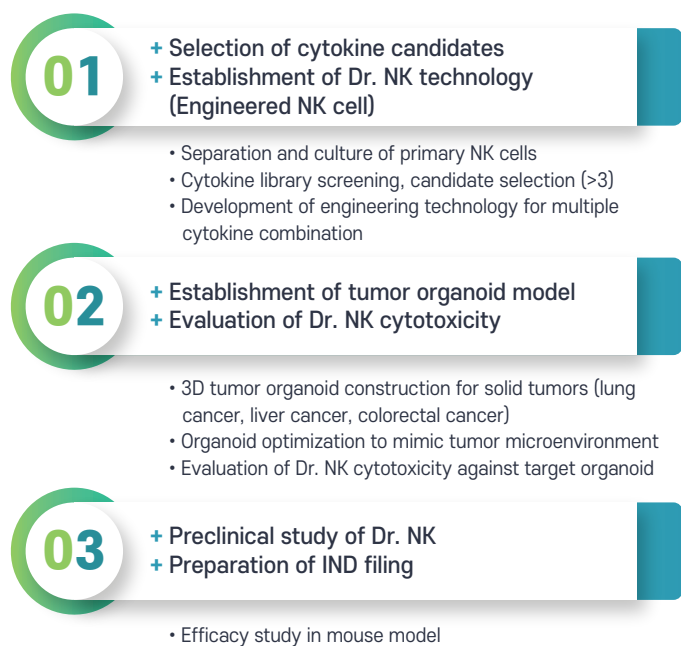 01
+ Selection of cytokine candidates
+ Establishment of Dr. NK technology
(Engineered NK cell)
• Separation and culture of primary NK cells
• Cytokine library screening, candidate selection (>3)
• Development of engineering technology for multiple
cytokine combination
02
+ Establishment of tumor organoid model
+ Evaluation of Dr. NK cytotoxicity
• 3D tumor organoid construction for solid tumors (lung
cancer, liver cancer, colorectal cancer)
• Organoid optimization to mimic tumor microenvironment
• Evaluation of Dr. NK cytotoxicity against target organoid
03
+ Preclinical study of Dr. NK
+ Preparation of IND filing
• Efficacy study in mouse model